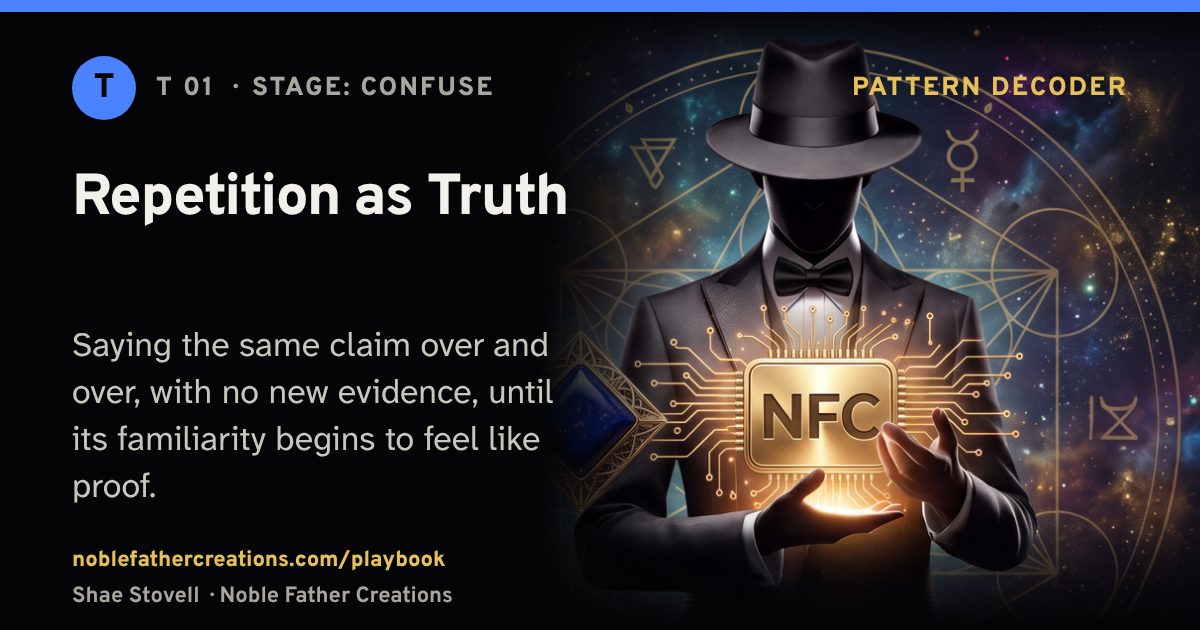 T
T 01 · STAGE: CONFUSE
PATTERN DECODER
Repetition as Truth
Saying the same claim over and
over, with no new evidence, until
its familiarity begins to feel like
proof.
NFC
noblefathercreations.com/playbook
Shae Stovell · Noble Father Creations